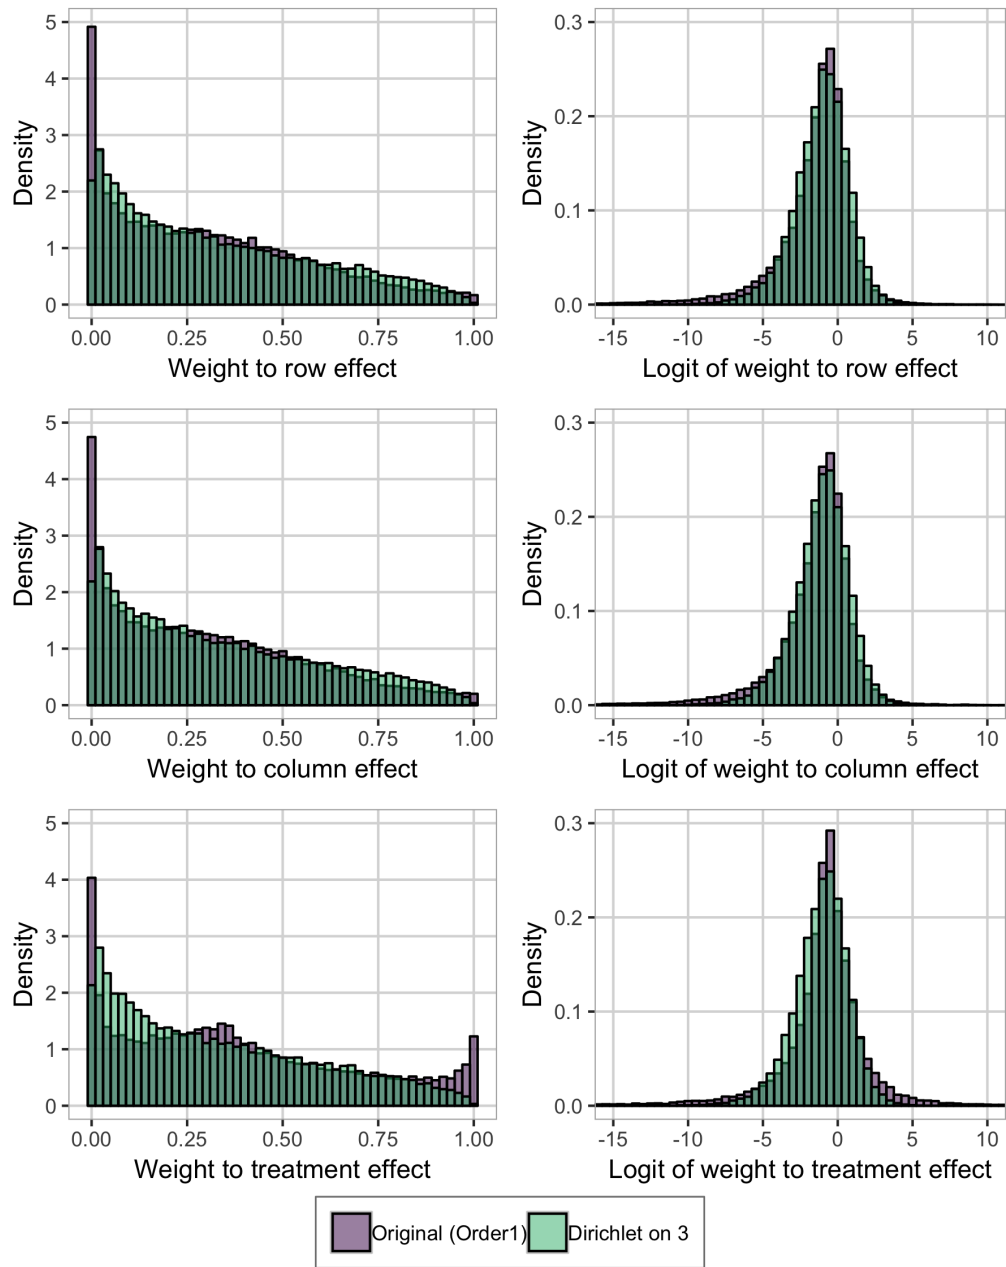 5
4
3
2
1
0
Density
0.00 0.25 0.50 0.75 1.00
Weight to row effect
0.3
0.2
0.1
0.0
Density
-15 -10 -5 0 5 10
Logit of weight to row effect
5
4
3
2
1
0
Density
0.00 0.25 0.50 0.75 1.00
Weight to column effect
0.3
0.2
0.1
0.0
Density
-15 -10 -5 0 5 10
Logit of weight to column effect
5
4
3
2
1
0
Density
0.00 0.25 0.50 0.75 1.00
Weight to treatment effect
0.3
0.2
0.1
0.0
Density
-15 -10 -5 0 5 10
Logit of weight to treatment effect
Original (Order1) Dirichlet on 3